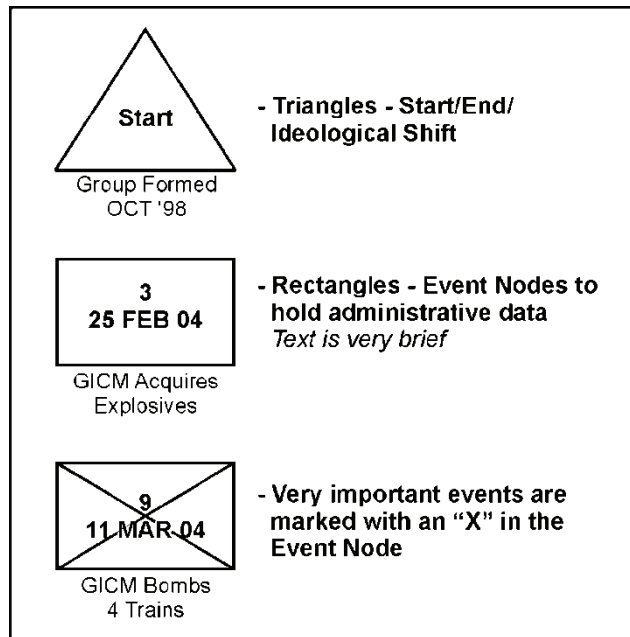 Start
Group Formed
OCT '98
- Triangles - Start/End/
Ideological Shift
3
25 FEB 04
GICM Acquires
Explosives
- Rectangles - Event Nodes to
hold administrative data
Text is very brief
9
11 MAR 04
GICM Bombs
4 Trains
- Very important events are
marked with an “X” in the
Event Node